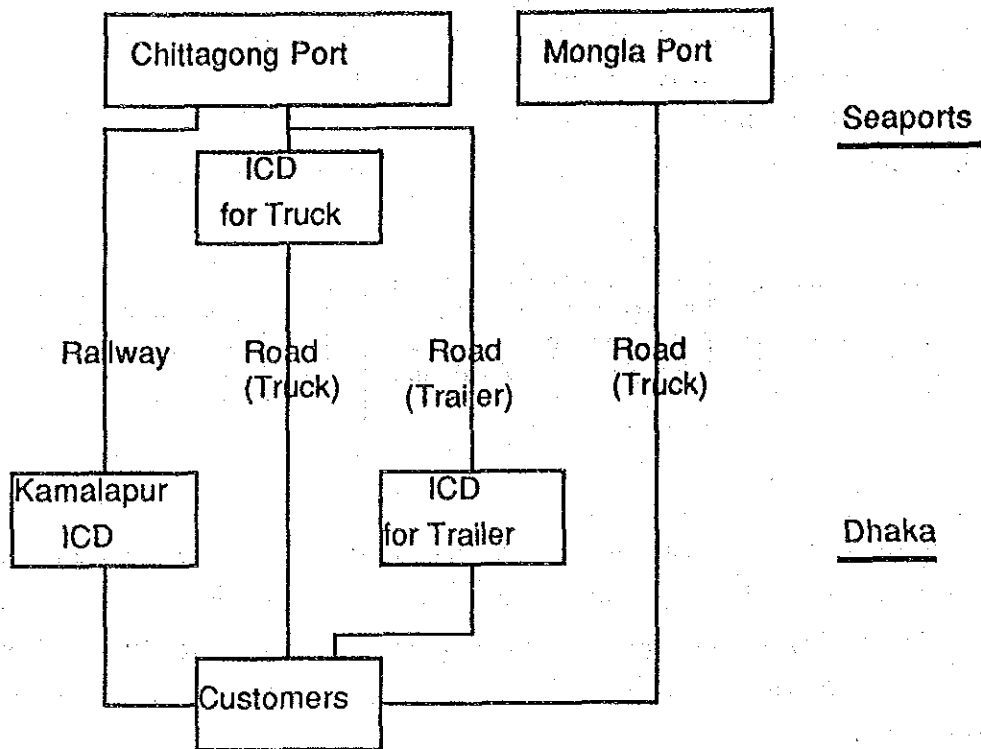 Chittagong Port
Mongla Port
Seaports
ICD
for Truck
Railway
Road
(Truck)
Road
(Trailer)
Road
(Truck)
Kamalapur
ICD
ICD
for Trailer
Dhaka
Customers